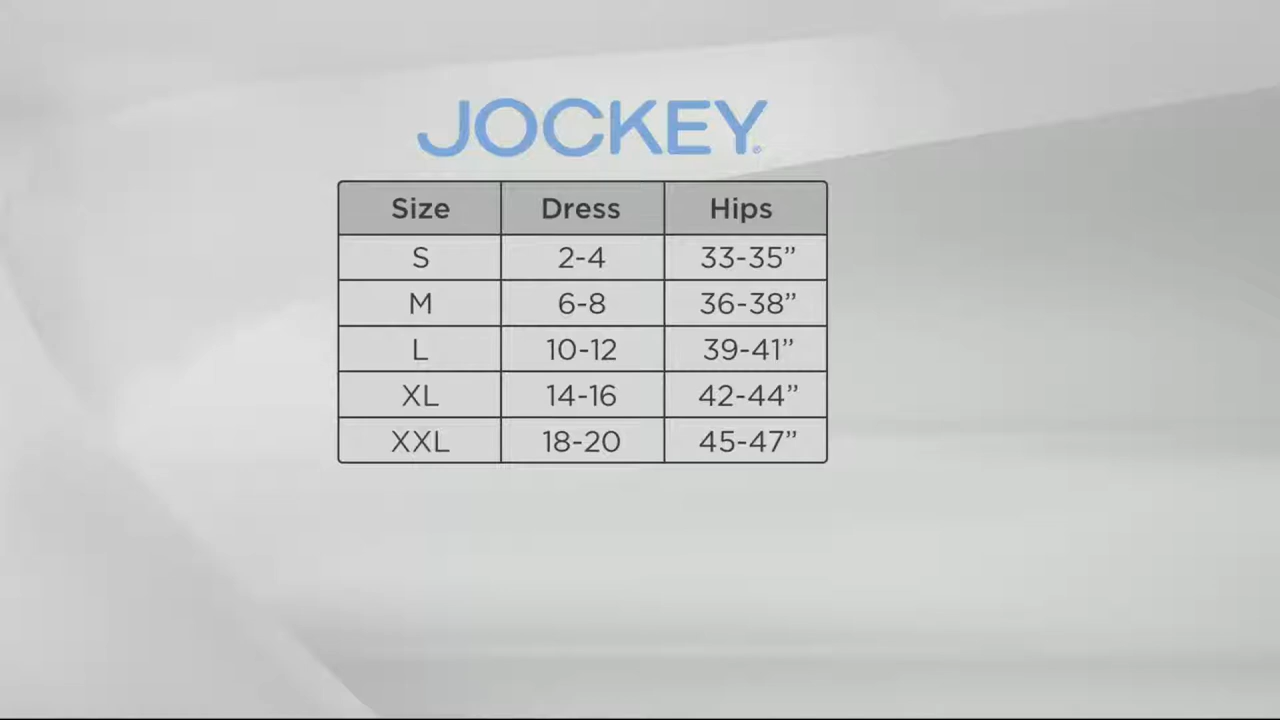 JOCKEY®
Size Dress Hips
S 2-4 33-35”
M 6-8 36-38”
L 10-12 39-41”
XL 14-16 42-44”
XXL 18-20 45-47”